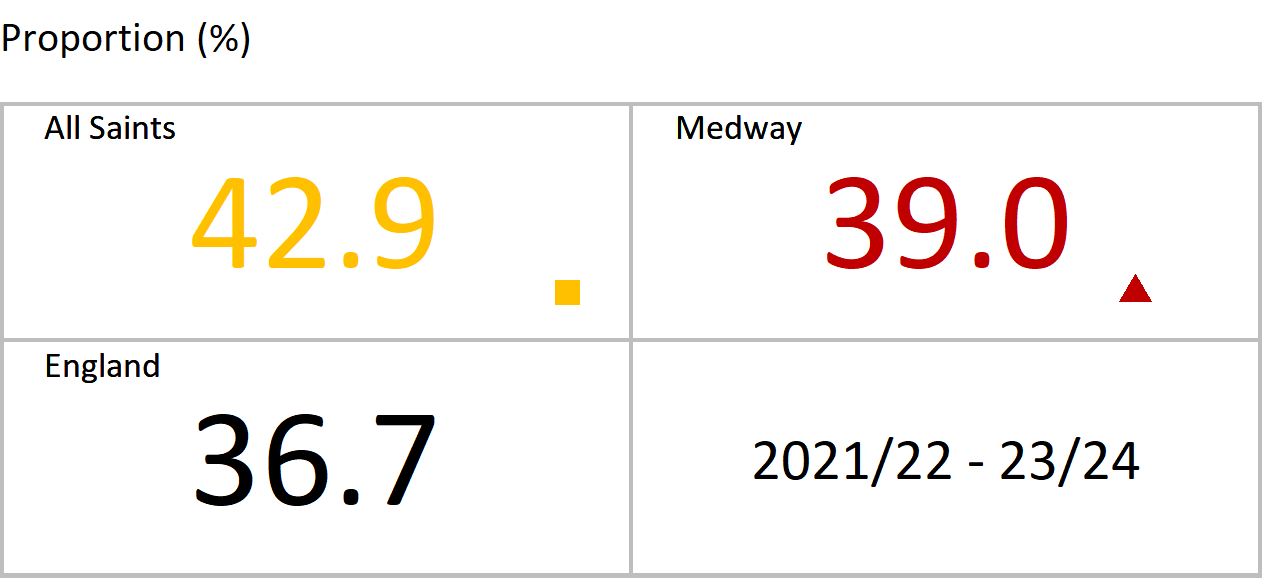 Proportion (%)
All Saints
42.9
Medway
39.0
England
36.7
2021/22 - 23/24